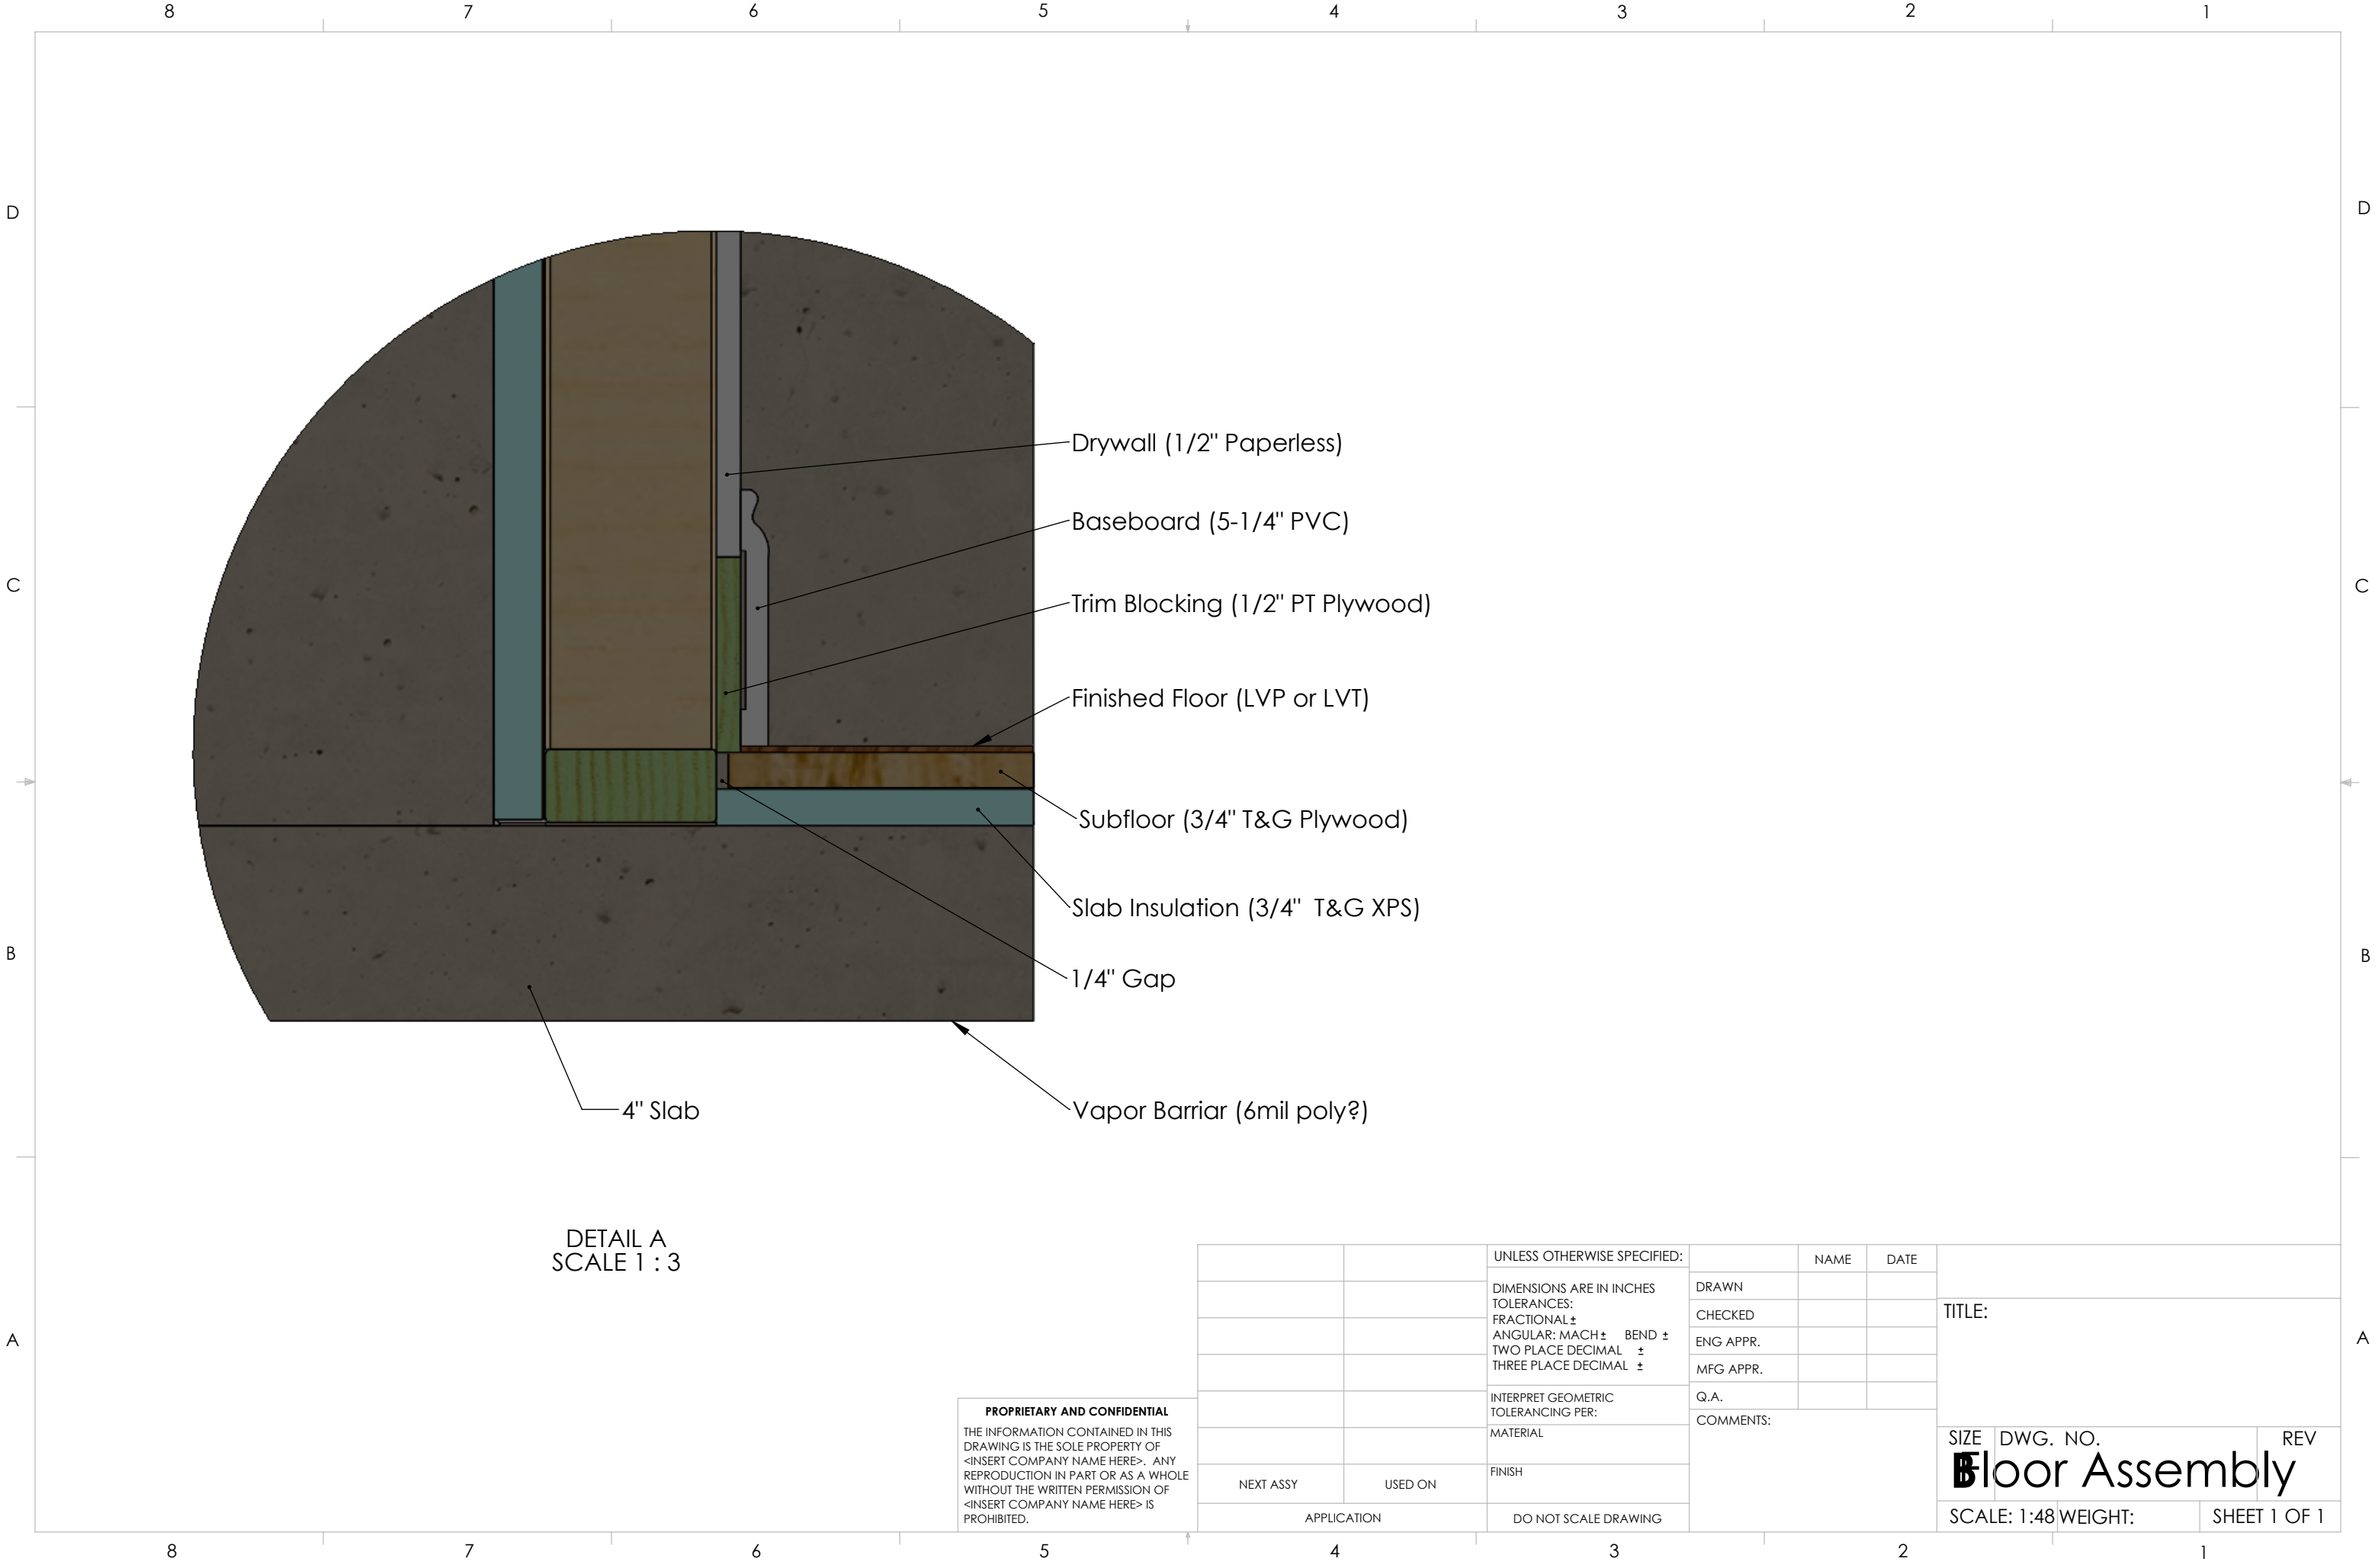 8 7 6 5 4 3 2 1
D D
Drywall (1/2" Paperless)
Baseboard (5-1/4" PVC)
C C
Trim Blocking (1/2" PT Plywood)
Finished Floor (LVP or LVT)
Subfloor (3/4" T&G Plywood)
Slab Insulation (3/4" T&G XPS)
B B
1/4" Gap
4" Slab
Vapor Barriar (6mil poly?)
DETAIL A
SCALE 1 : 3
A A
PROPRIETARY AND CONFIDENTIAL
THE INFORMATION CONTAINED IN THIS
DRAWING IS THE SOLE PROPERTY OF
<INSERT COMPANY NAME HERE>. ANY
REPRODUCTION IN PART OR AS A WHOLE
WITHOUT THE WRITTEN PERMISSION OF
<INSERT COMPANY NAME HERE> IS
PROHIBITED.
NEXT ASSY
USED ON
APPLICATION
UNLESS OTHERWISE SPECIFIED:
DIMENSIONS ARE IN INCHES
TOLERANCES:
FRACTIONAL±
ANGULAR: MACH± BEND ±
TWO PLACE DECIMAL ±
THREE PLACE DECIMAL ±
INTERPRET GEOMETRIC
TOLERANCING PER:
MATERIAL
FINISH
DO NOT SCALE DRAWING
NAME DATE
DRAWN
CHECKED
ENG APPR.
MFG APPR.
Q.A.
COMMENTS:
TITLE:
SIZE DWG. NO. REV
B Floor Assembly
SCALE: 1:48 WEIGHT: SHEET 1 OF 1
8 7 6 5 4 3 2 1